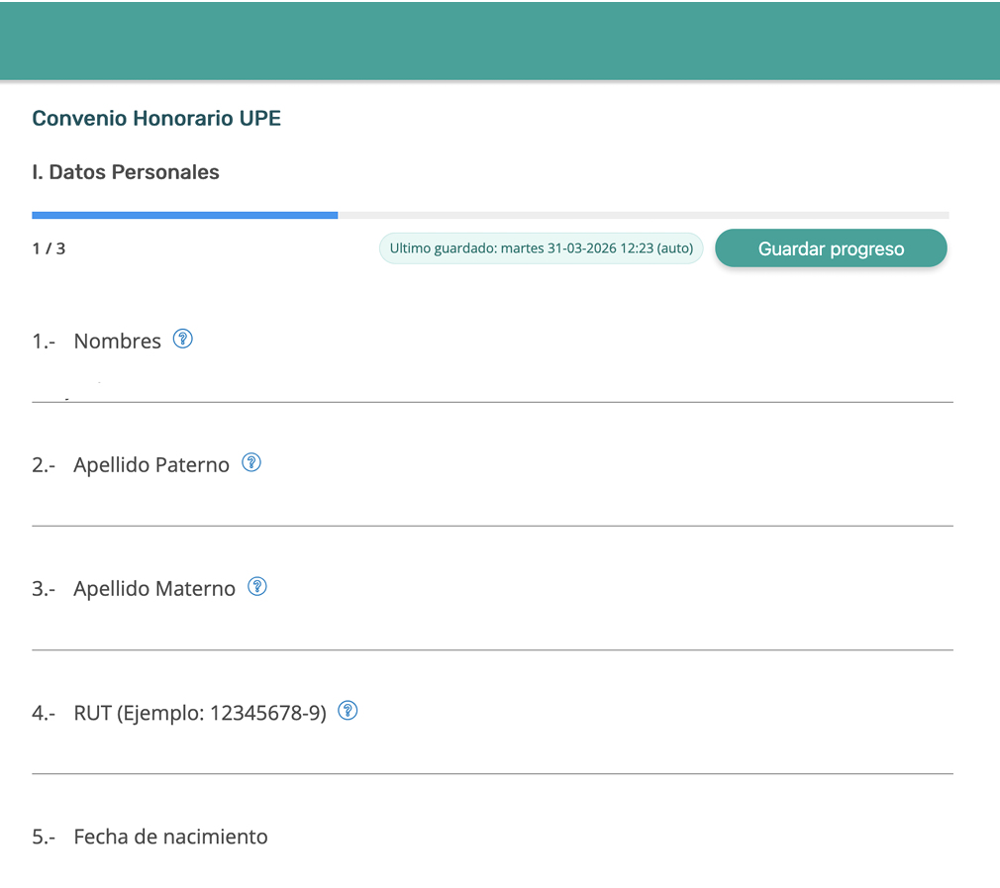 Convenio Honorario UPE
I. Datos Personales
1 / 3
Ultimo guardado: martes 31-03-2026 12:23 (auto)
Guardar progreso
1.- Nombres
2.- Apellido Paterno
3.- Apellido Materno
4.- RUT (Ejemplo: 12345678-9)
5.- Fecha de nacimiento